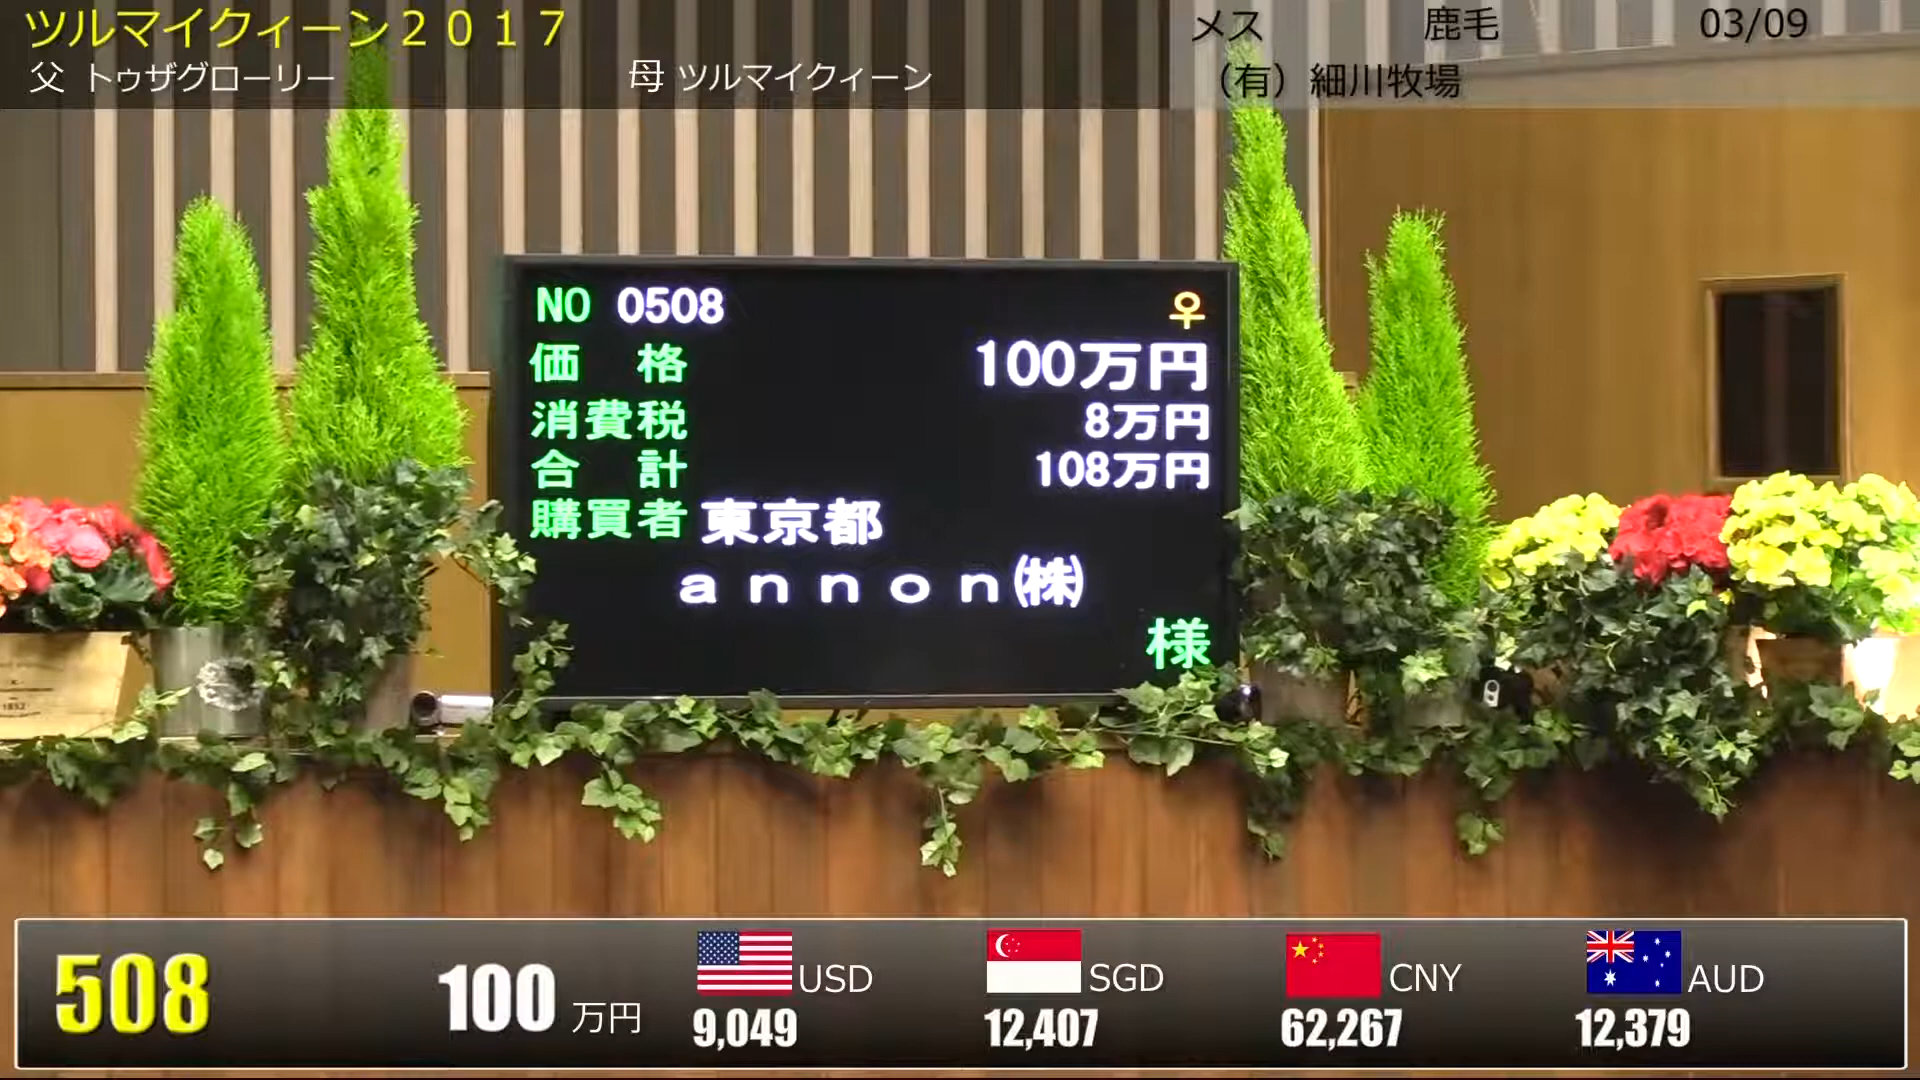 ツルマイクィーン２０１７
父 トゥザグローリー 母 ツルマイクィーン
メス 鹿毛 03/09
（有）細川牧場
NO 0508 ♀
価 格 100万円
消費税 8万円
合 計 108万円
購買者 東京都
ａｎｎｏｎ㈱
様
1852
508 100 万円
USD SGD CNY AUD
9,049 12,407 62,267 12,379